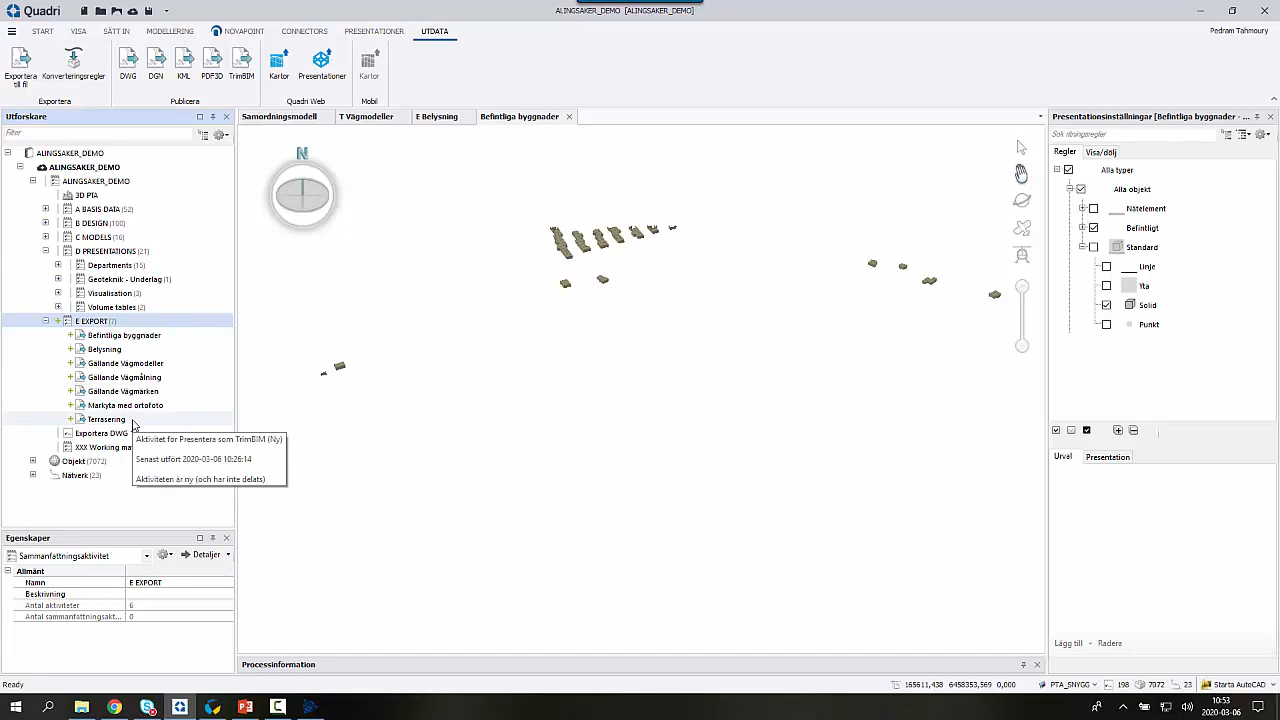 Quadri
ALINGSAKER_DEMO [ALINGSAKER_DEMO]
START VISA SÄTT IN MODELLERING NOVAPOINT CONNECTORS PRESENTATIONER UTDATA Pedram Tahmoury
Exportera till fil
Konverteringsregler
DWG DGN KML PDF3D TrimBIM
Kartor Presentationer
Kartor
Exportera Publicera Quadri Web Mobil
Utforskare
Filter
ALINGSAKER_DEMO
ALINGSAKER_DEMO
ALINGSAKER_DEMO
3D PTA
A BASIS DATA (52)
B DESIGN (100)
C MODELS (16)
D PRESENTATIONS (21)
Departments (15)
Geoteknik - Underlag (1)
Visualisation (3)
Volume tables (2)
E EXPORT (7)
Befintliga byggnader
Belysning
Gällande Vägmodeller
Gällande Vägmålning
Gällande Vägmärken
Markyta med ortofoto
Terrasering
Exportera DWG
XXX Working ma
Objekt (7072)
Nätverk (23)
Aktivitet för Presentera som TrimBIM (Ny)
Senast utfört 2020-03-06 10:26:14
Aktiviteten är ny (och har inte delats)
Egenskaper
Sammanfattningsaktivitet Detaljer
Allmänt
Namn E EXPORT
Beskrivning
Antal aktiviteter 6
Antal sammanfattningsakt... 0
Samordningsmodell T Vägmodeller E Belysning Befintliga byggnader
N
Processinformation
Presentationsinställningar [Befintliga byggnader - ...
Sök ritningsregler
Regler Visa/dölj
Alla typer
Alla objekt
Nätelement
Befintligt
Standard
Linje
Yta
Solid
Punkt
Urval Presentation
Lägg till - Radera
Ready
165611,438 6458353,569 0,000 PTA_SNYGG 198 7072 23 Starta AutoCAD
10:53
2020-03-06